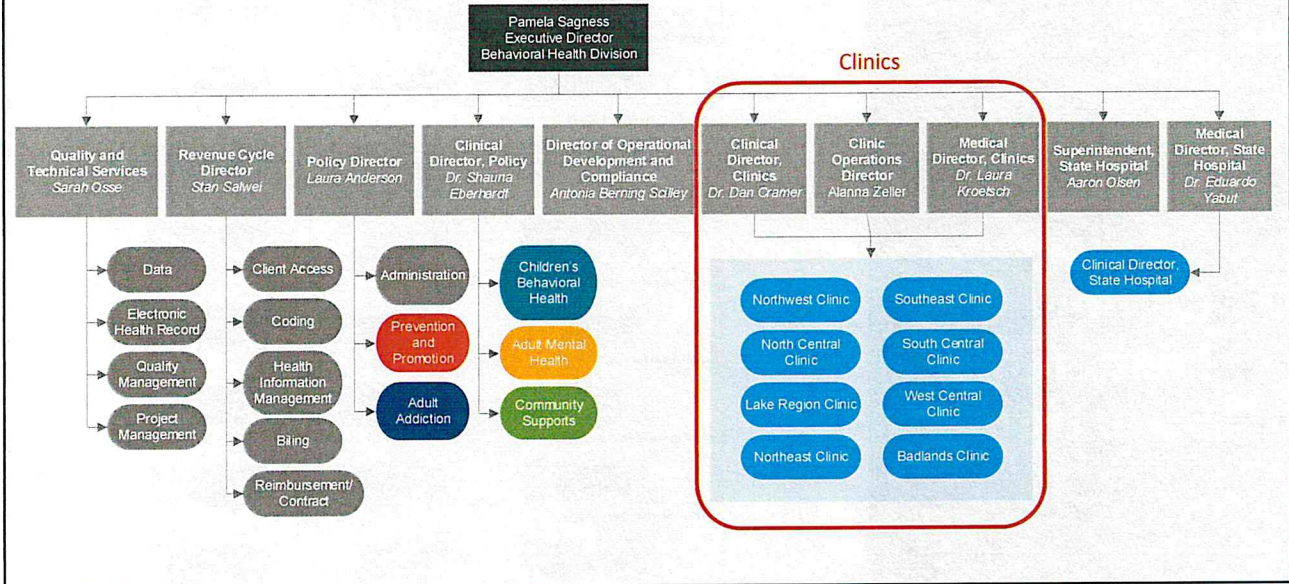 Pamela Sagness
Executive Director
Behavioral Health Division
Clinics
Quality and
Technical Services
Sarah Osse
Revenue Cycle
Director
Stan Salwei
Policy Director
Laura Anderson
Clinical
Director, Policy
Dr. Shauna
Eberhardt
Director of Operational
Development and
Compliance
Antonia Berning Scilley
Clinical
Director,
Clinics
Dr. Dan Cramer
Clinic
Operations
Director
Alanna Zeller
Medical
Director, Clinics
Dr. Laura
Kroetsch
Superintendent,
State Hospital
Aaron Olsen
Medical
Director, State
Hospital
Dr. Eduardo
Yabut
Data
Electronic
Health Record
Quality
Management
Project
Management
Client Access
Coding
Health
Information
Management
Billing
Reimbursement/
Contract
Administration
Prevention
and
Promotion
Adult
Addiction
Children's
Behavioral
Health
Adult Mental
Health
Community
Supports
Northwest Clinic
North Central
Clinic
Lake Region Clinic
Northeast Clinic
Southeast Clinic
South Central
Clinic
West Central
Clinic
Badlands Clinic
Clinical Director,
State Hospital